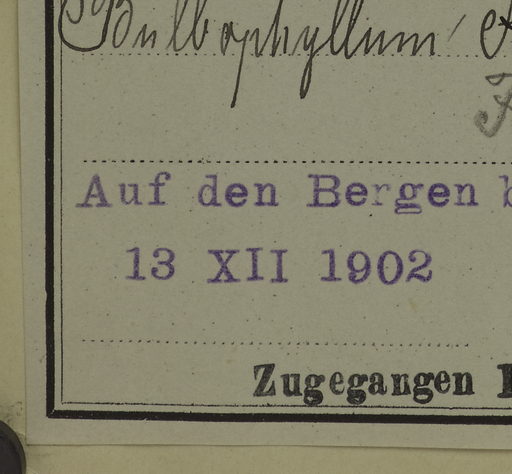 Bulbophyllum
Auf den Bergen
13 XII 1902
Zugegangen